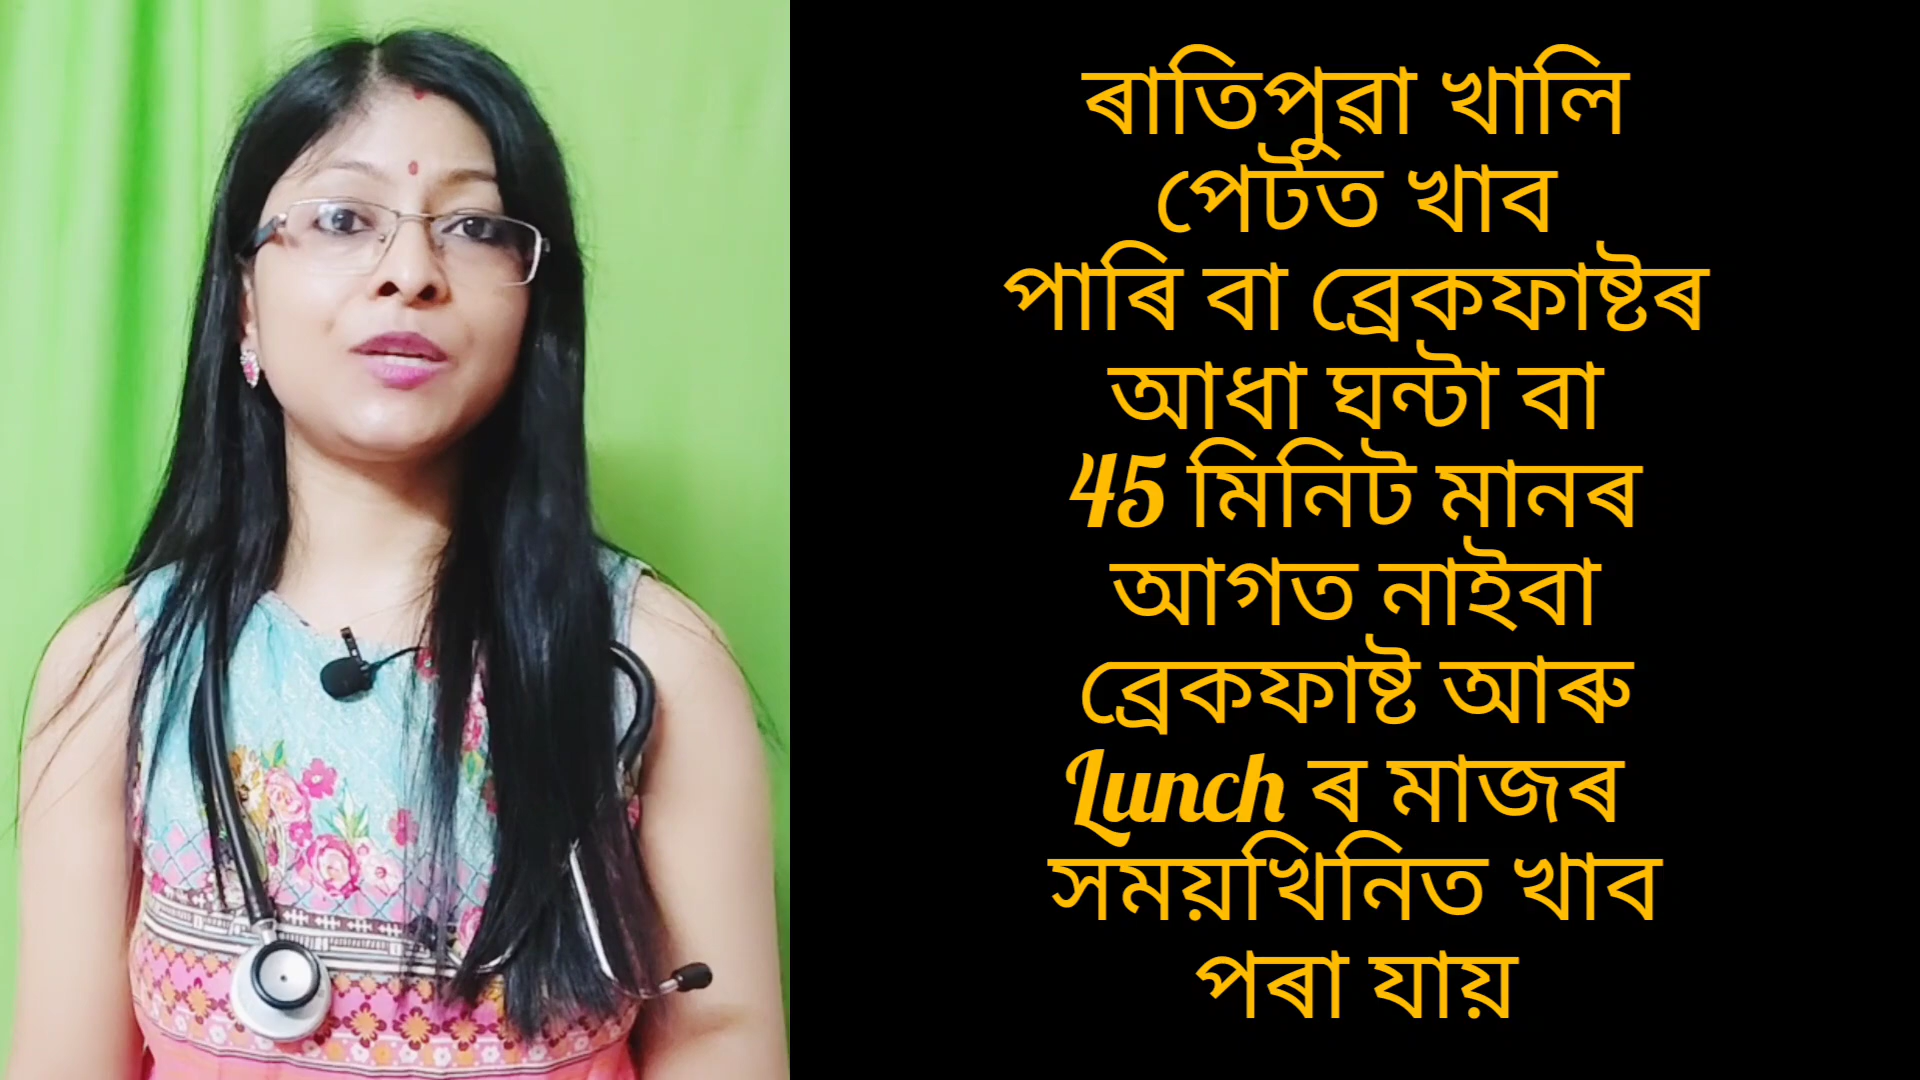 ৰাতিপুৱা খালি
পেটত খাব
পাৰি বা ব্ৰেকফাষ্টৰ
আধা ঘন্টা বা
45 মিনিট মানৰ
আগত নাইবা
ব্ৰেকফাষ্ট আৰু
Lunch ৰ মাজৰ
সময়খিনিত খাব
পৰা যায়